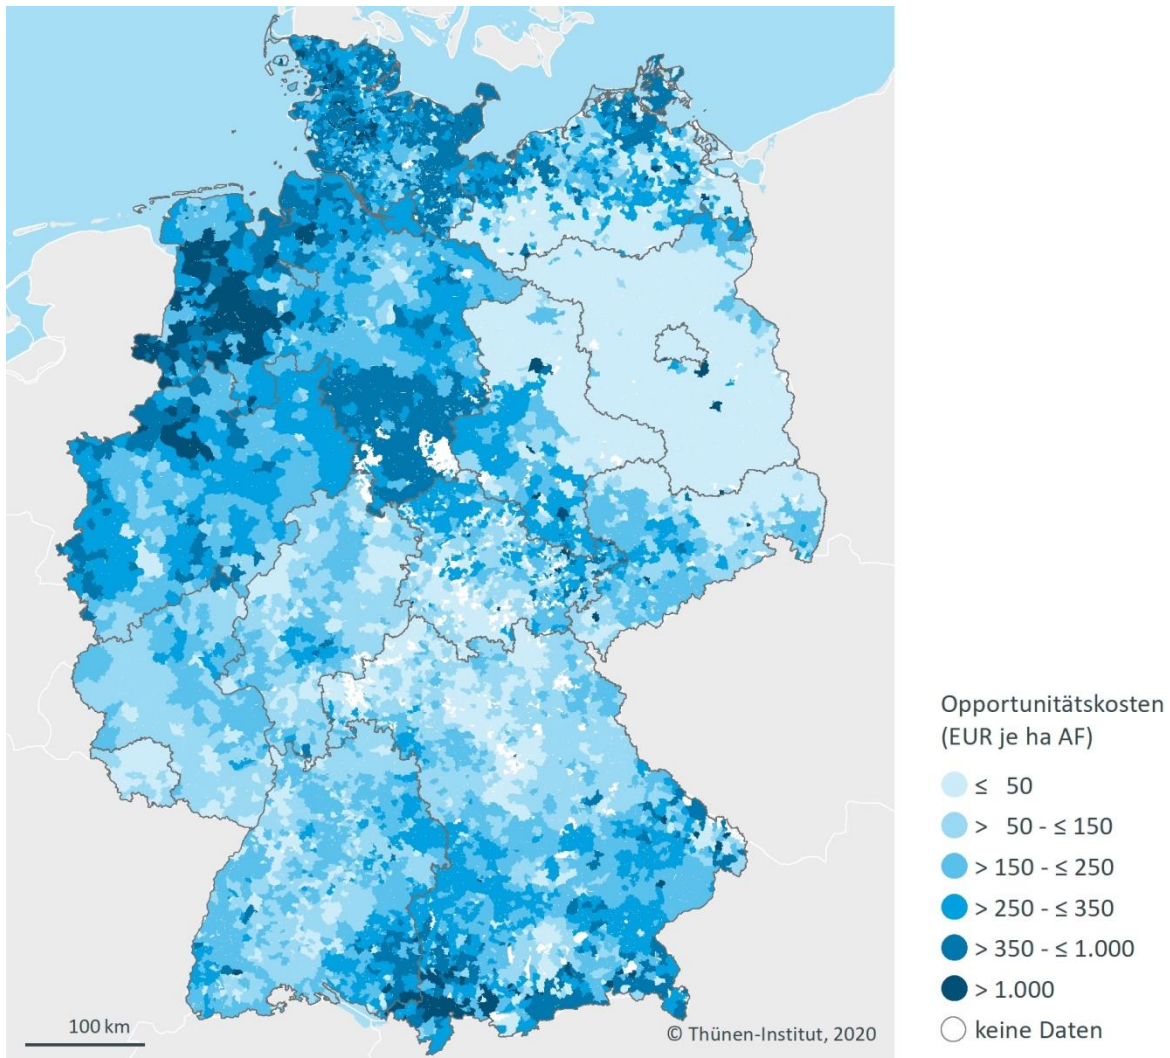 Opportunitätskosten
(EUR je ha AF)
≤ 50
> 50 - ≤ 150
> 150 - ≤ 250
> 250 - ≤ 350
> 350 - ≤ 1.000
> 1.000
keine Daten
100 km
© Thünen-Institut, 2020